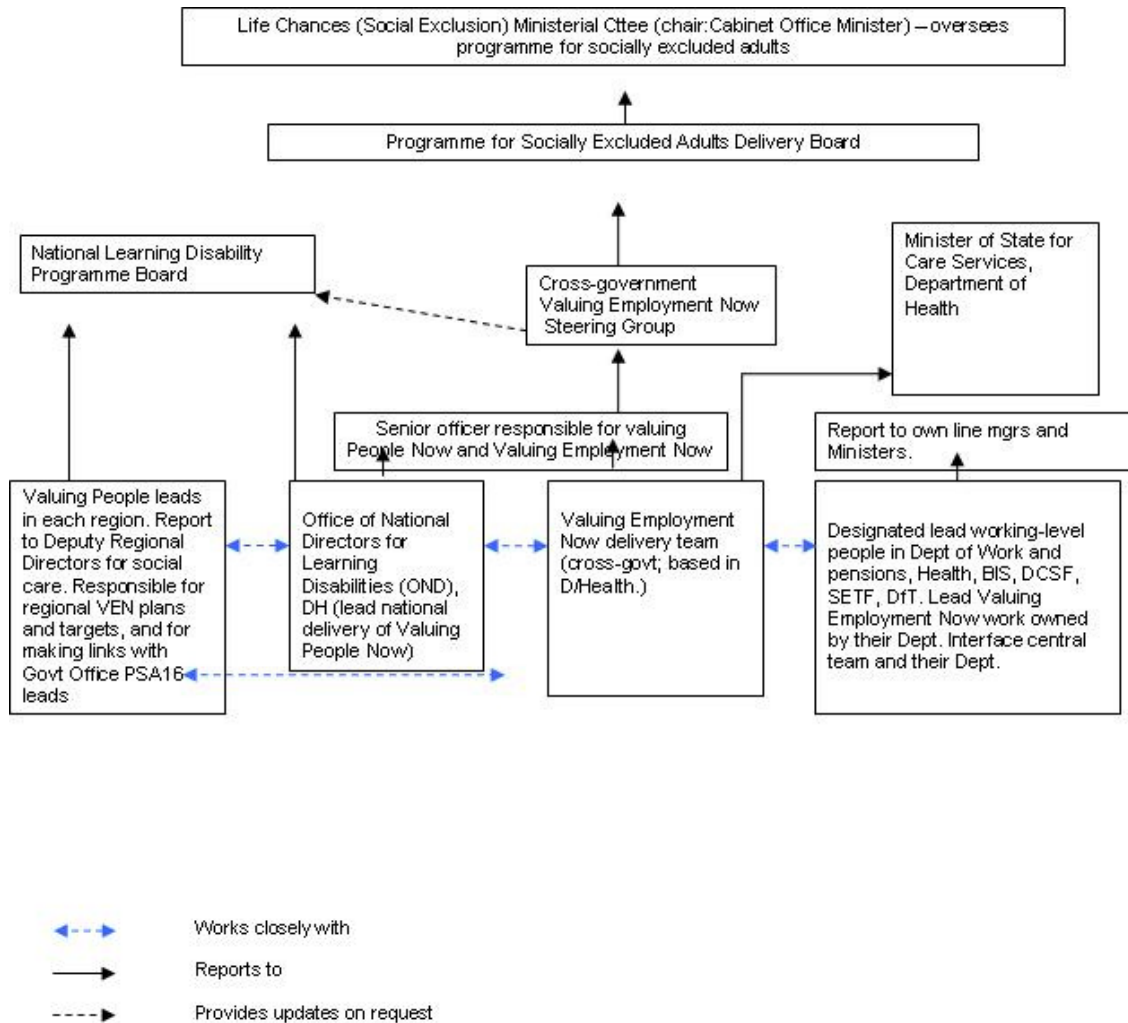 Life Chances (Social Exclusion) Ministerial Cttee (chair:Cabinet Office Minister) – oversees
programme for socially excluded adults
Programme for Socially Excluded Adults Delivery Board
National Learning Disability
Programme Board
Cross-government
Valuing Employment Now
Steering Group
Minister of State for
Care Services,
Department of
Health
Senior officer responsible for valuing
People Now and Valuing Employment Now
Report to own line mgrs and
Ministers.
Valuing People leads
in each region. Report
to Deputy Regional
Directors for social
care. Responsible for
regional VEN plans
and targets, and for
making links with
Govt Office PSA16
leads
Office of National
Directors for
Learning
Disabilities (OND),
DH (lead national
delivery of Valuing
People Now)
Valuing Employment
Now delivery team
(cross-govt; based in
D/Health.)
Designated lead working-level
people in Dept of Work and
pensions, Health, BIS, DCSF,
SETF, DfT. Lead Valuing
Employment Now work owned
by their Dept. Interface central
team and their Dept.
Works closely with
Reports to
Provides updates on request